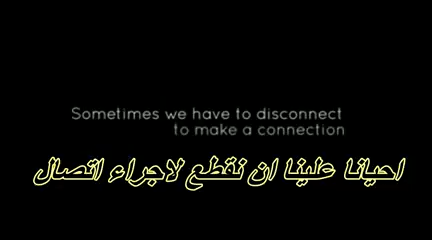 Sometimes we have to disconnect
to make a connection
احيانا علينا ان نقطع لاجراء اتصال